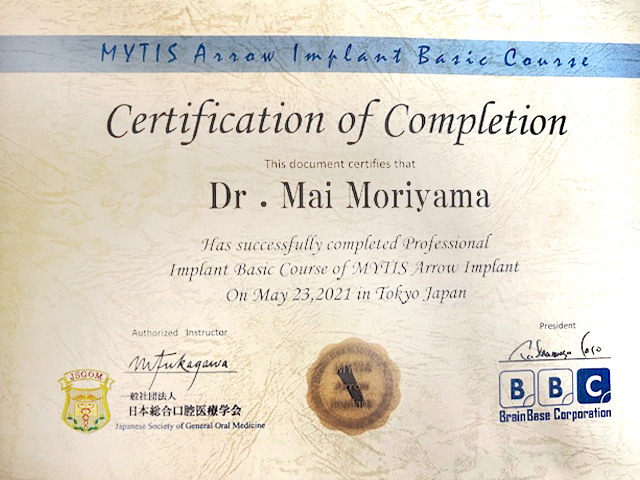 MYTIS Arrow Implant Basic Course
Certification of Completion
This document certifies that
Dr . Mai Moriyama
Has successfully completed Professional
Implant Basic Course of MYTIS Arrow Implant
On May 23,2021 in Tokyo Japan
Authorized Instructor
President
JSGOM
一般社団法人
日本総合口腔医療学会
Japanese Society of General Oral Medicine
BBC
BrainBase Corporation